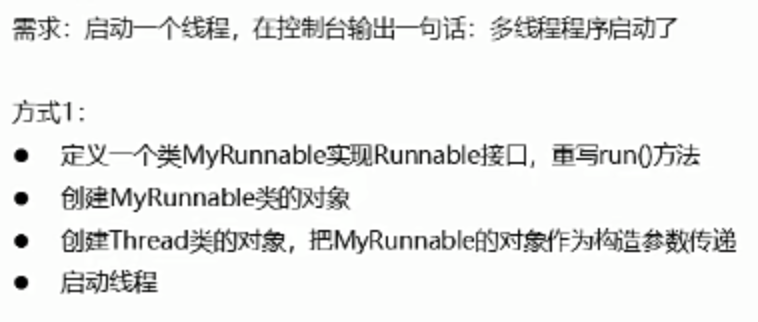 需求：启动一个线程，在控制台输出一句话：多线程程序启动了
方式1：
● 定义一个类MyRunnable实现Runnable接口，重写run()方法
● 创建MyRunnable类的对象
● 创建Thread类的对象，把MyRunnable的对象作为构造参数传递
● 启动线程